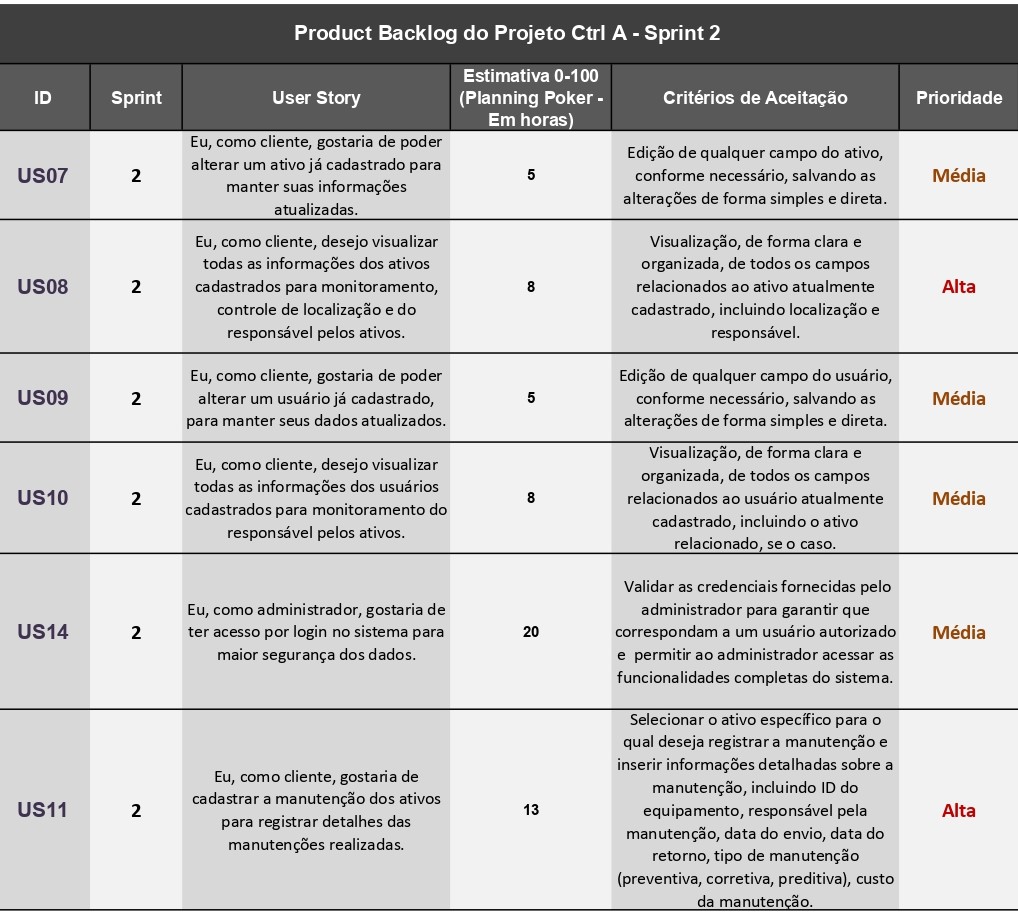 Product Backlog do Projeto Ctrl A - Sprint 2
ID
Sprint
User Story
Estimativa 0-100
(Planning Poker -
Em horas)
Critérios de Aceitação
Prioridade
US07
2
Eu, como cliente, gostaria de poder
alterar um ativo já cadastrado para
manter suas informações
atualizadas.
5
Edição de qualquer campo do ativo,
conforme necessário, salvando as
alterações de forma simples e direta.
Média
US08
2
Eu, como cliente, desejo visualizar
todas as informações dos ativos
cadastrados para monitoramento,
controle de localização e do
responsável pelos ativos.
8
Visualização, de forma clara e
organizada, de todos os campos
relacionados ao ativo atualmente
cadastrado, incluindo localização e
responsável.
Alta
US09
2
Eu, como cliente, gostaria de poder
alterar um usuário já cadastrado,
para manter seus dados atualizados.
5
Edição de qualquer campo do usuário,
conforme necessário, salvando as
alterações de forma simples e direta.
Média
US10
2
Eu, como cliente, desejo visualizar
todas as informações dos usuários
cadastrados para monitoramento do
responsável pelos ativos.
8
Visualização, de forma clara e
organizada, de todos os campos
relacionados ao usuário atualmente
cadastrado, incluindo o ativo
relacionado, se o caso.
Média
US14
2
Eu, como administrador, gostaria de
ter acesso por login no sistema para
maior segurança dos dados.
20
Validar as credenciais fornecidas pelo
administrador para garantir que
correspondam a um usuário autorizado
e  permitir ao administrador acessar as
funcionalidades completas do sistema.
Média
US11
2
Eu, como cliente, gostaria de
cadastrar a manutenção dos ativos
para registrar detalhes das
manutenções realizadas.
13
Selecionar o ativo específico para o
qual deseja registrar a manutenção e
inserir informações detalhadas sobre a
manutenção, incluindo ID do
equipamento, responsável pela
manutenção, data do envio, data do
retorno, tipo de manutenção
(preventiva, corretiva, preditiva), custo
da manutenção.
Alta